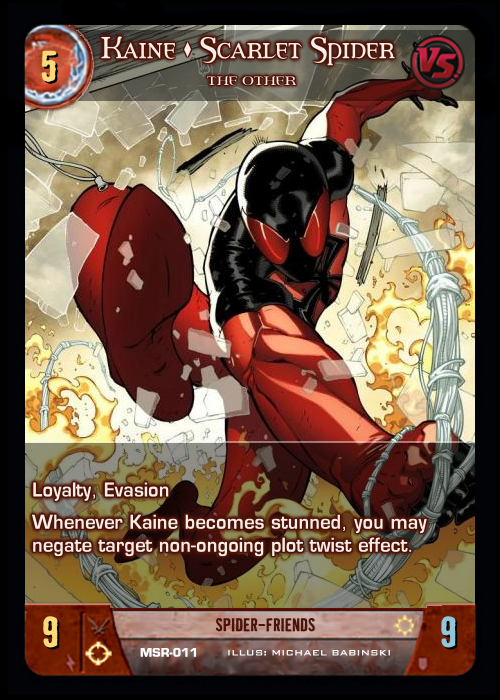 5
Kaine ♦ Scarlet Spider
VS
The Other
Loyalty, Evasion
Whenever Kaine becomes stunned, you may
negate target non-ongoing plot twist effect.
9
SPIDER-FRIENDS
9
MSR-011 ILLUS: MICHAEL BABINSKI